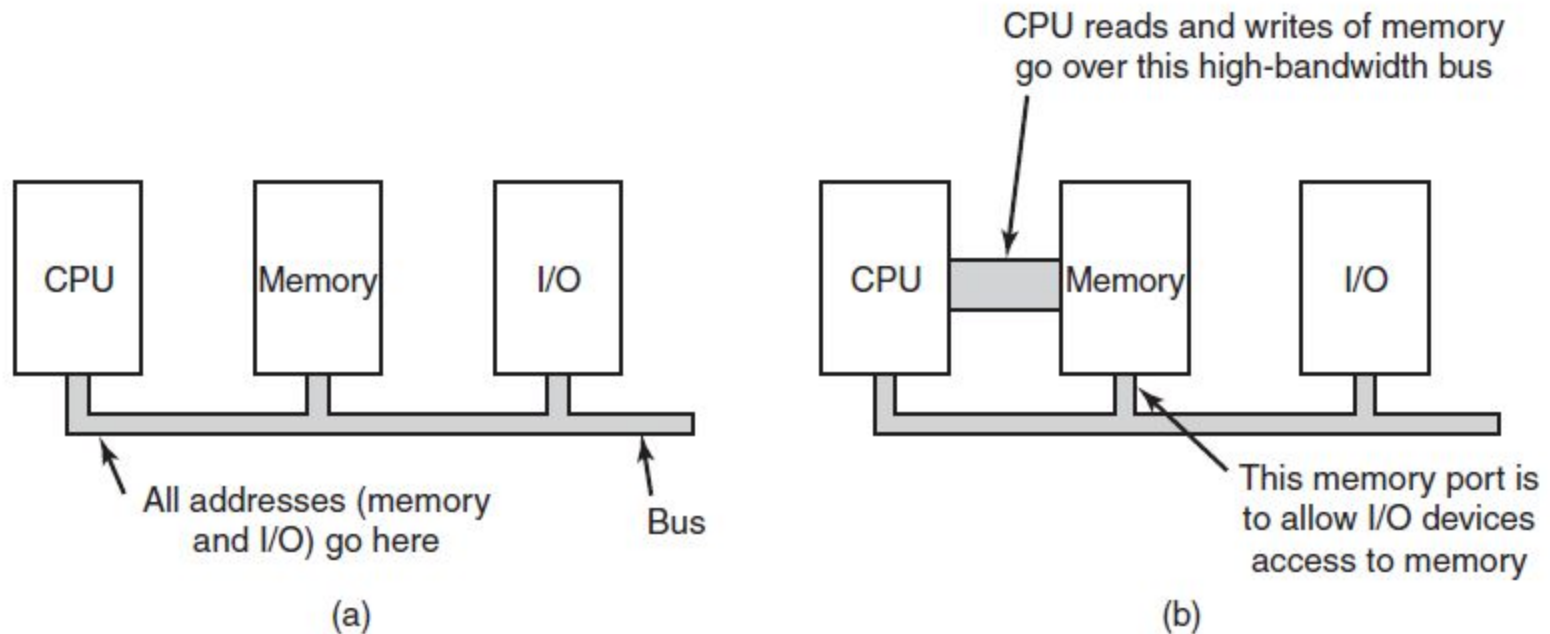 CPU reads and writes of memory
go over this high-bandwidth bus
CPU
Memory
I/O
CPU
Memory
I/O
All addresses (memory
and I/O) go here
Bus
This memory port is
to allow I/O devices
access to memory
(a)
(b)